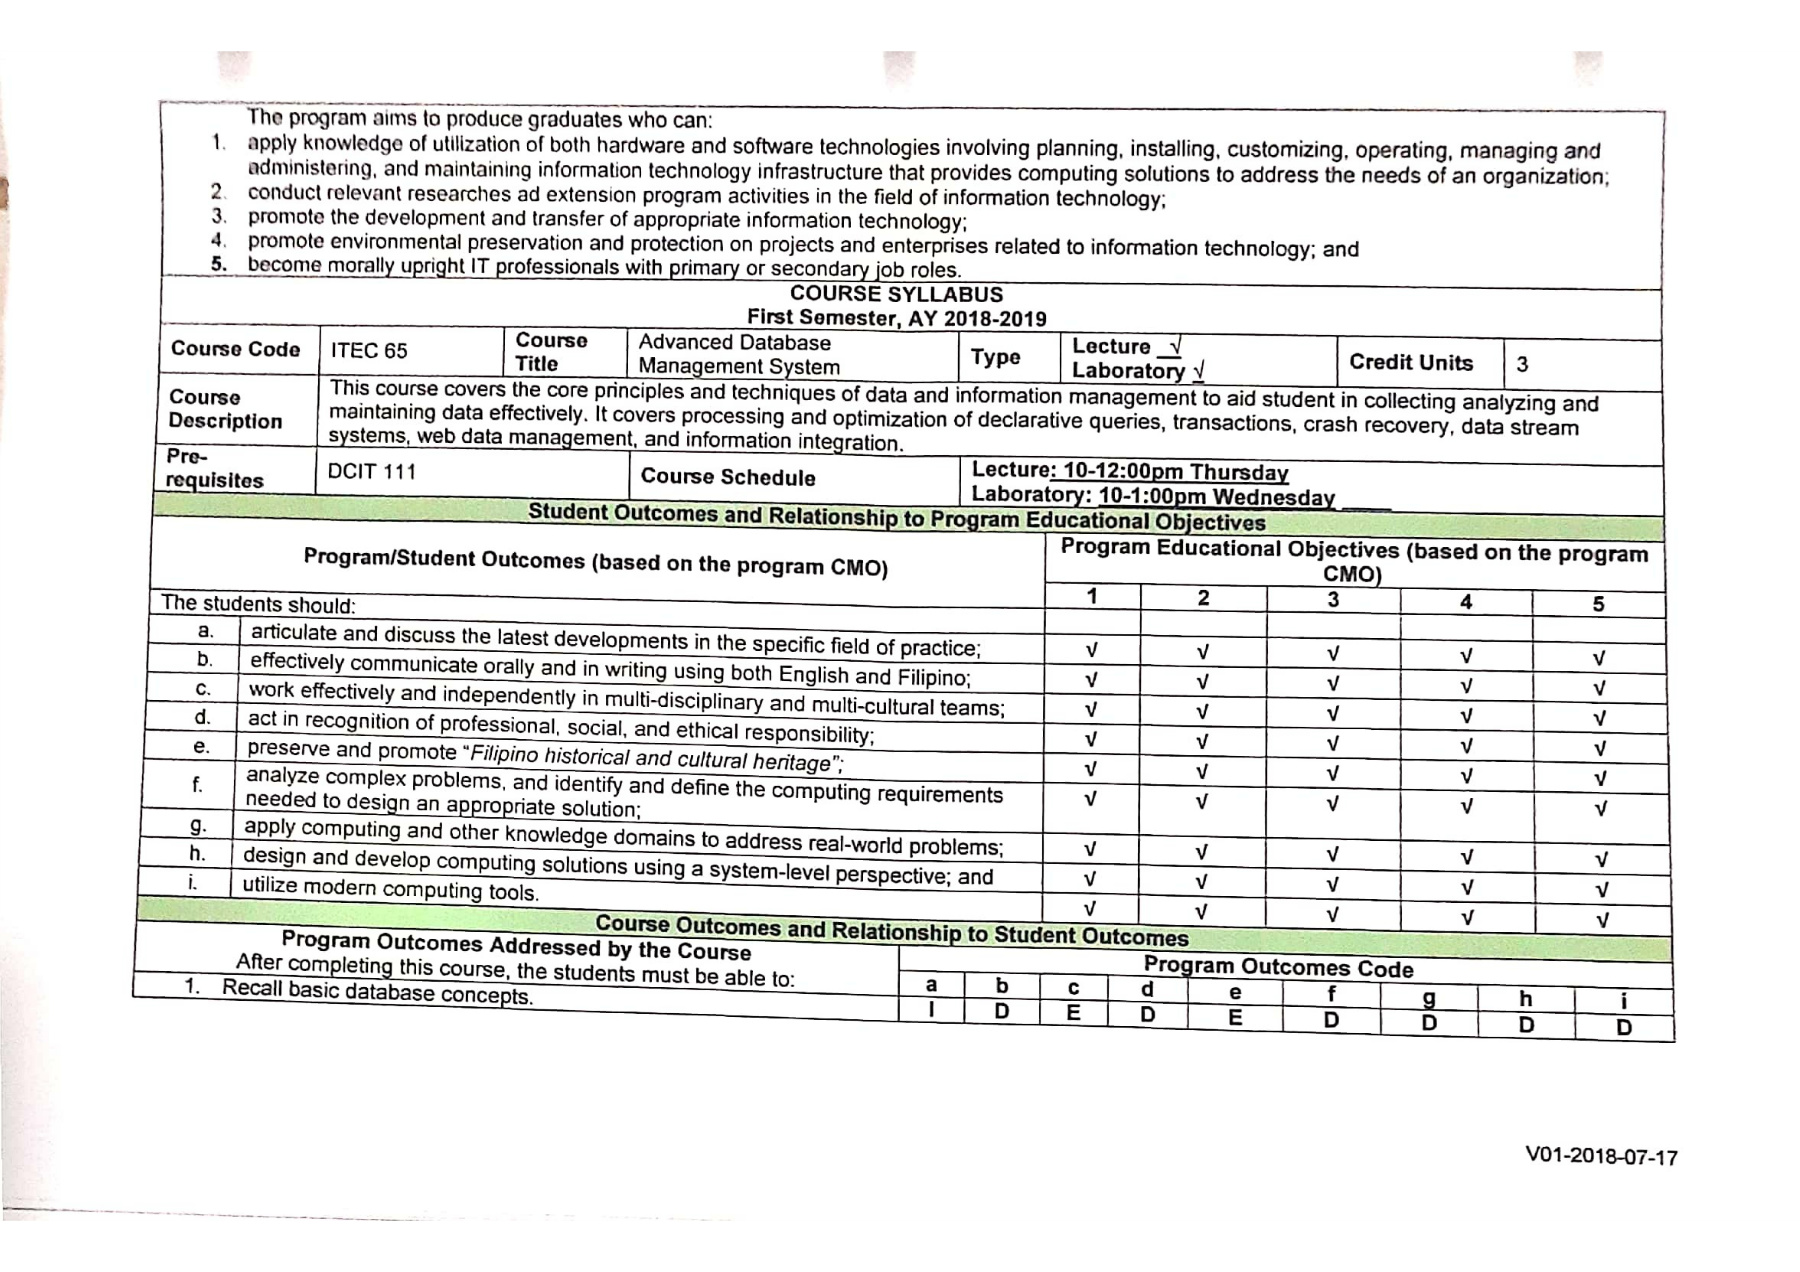 The program aims to produce graduates who can:
1. apply knowledge of utilization of both hardware and software technologies involving planning, installing, customizing, operating, managing and
administering, and maintaining information technology infrastructure that provides computing solutions to address the needs of an organization;
2. conduct relevant researches ad extension program activities in the field of information technology;
3. promote the development and transfer of appropriate information technology;
4. promote environmental preservation and protection on projects and enterprises related to information technology; and
5. become morally upright IT professionals with primary or secondary job roles.
COURSE SYLLABUS
First Semester, AY 2018-2019
Course Code ITEC 65 Course Title Advanced Database Management System Type Lecture √ Laboratory √ Credit Units 3
Course Description
This course covers the core principles and techniques of data and information management to aid student in collecting analyzing and
maintaining data effectively. It covers processing and optimization of declarative queries, transactions, crash recovery, data stream
systems, web data management, and information integration.
Pre-requisites DCIT 111 Course Schedule Lecture: 10-12:00pm Thursday
Laboratory: 10-1:00pm Wednesday
Student Outcomes and Relationship to Program Educational Objectives
Program/Student Outcomes (based on the program CMO) Program Educational Objectives (based on the program CMO)
1 2 3 4 5
The students should:
a. articulate and discuss the latest developments in the specific field of practice; √ √ √ √ √
b. effectively communicate orally and in writing using both English and Filipino; √ √ √ √ √
c. work effectively and independently in multi-disciplinary and multi-cultural teams; √ √ √ √ √
d. act in recognition of professional, social, and ethical responsibility; √ √ √ √ √
e. preserve and promote “Filipino historical and cultural heritage”; √ √ √ √ √
f. analyze complex problems, and identify and define the computing requirements
needed to design an appropriate solution; √ √ √ √ √
g. apply computing and other knowledge domains to address real-world problems; √ √ √ √ √
h. design and develop computing solutions using a system-level perspective; and √ √ √ √ √
i. utilize modern computing tools. √ √ √ √ √
Course Outcomes and Relationship to Student Outcomes
Program Outcomes Addressed by the Course
After completing this course, the students must be able to:
Program Outcomes Code
a b c d e f g h i
1. Recall basic database concepts. I D E D E D D D D
V01-2018-07-17